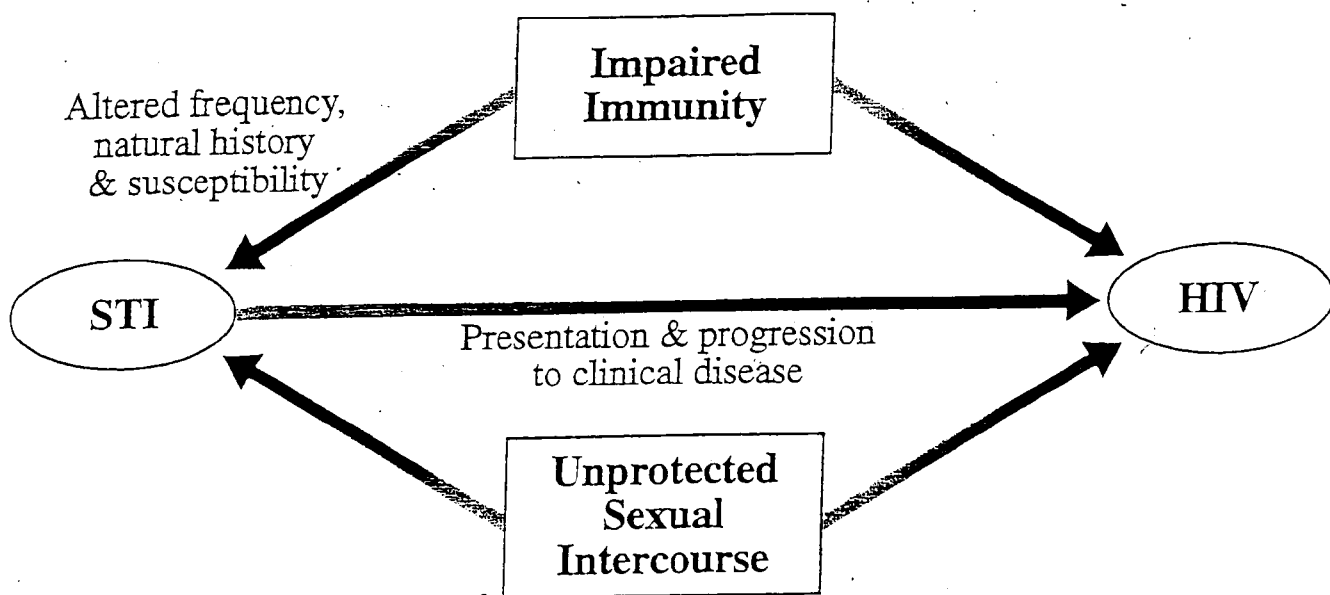 Impaired
Immunity
Altered frequency,
natural history
& susceptibility
STI
HIV
Presentation & progression
to clinical disease
Unprotected
Sexual
Intercourse